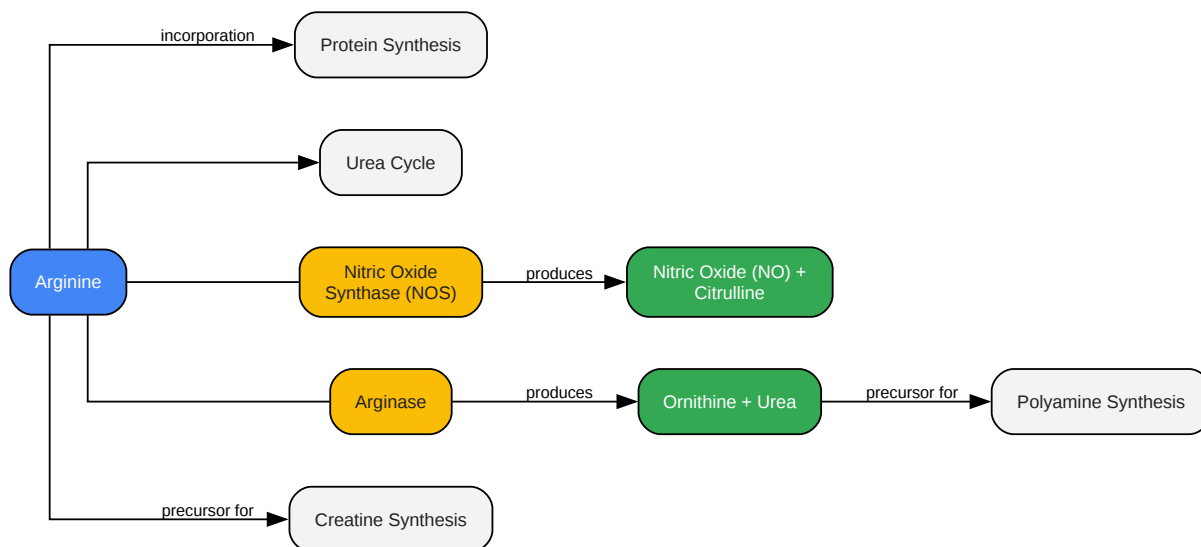 incorporation
Protein Synthesis
Urea Cycle
Arginine
Nitric Oxide
Synthase (NOS)
produces
Nitric Oxide (NO) +
Citrulline
Arginase
produces
Ornithine + Urea
precursor for
Polyamine Synthesis
precursor for
Creatine Synthesis